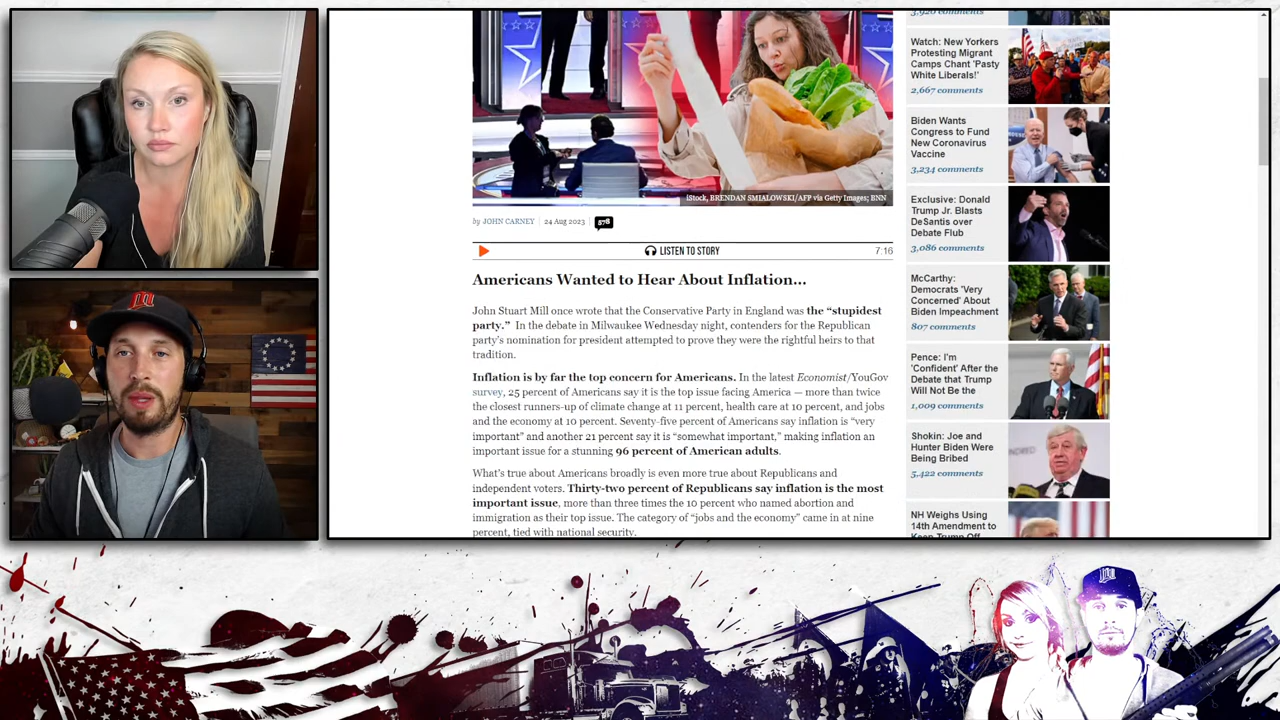 iStock, BRENDAN SMIALOWSKI/AFP via Getty Images; BNN
by JOHN CARNEY | 24 Aug 2023 578
LISTEN TO STORY
7:16
Americans Wanted to Hear About Inflation...
John Stuart Mill once wrote that the Conservative Party in England was the “stupidest
party.” In the debate in Milwaukee Wednesday night, contenders for the Republican
party’s nomination for president attempted to prove they were the rightful heirs to that
tradition.
Inflation is by far the top concern for Americans. In the latest Economist/YouGov
survey, 25 percent of Americans say it is the top issue facing America — more than twice
the closest runners-up of climate change at 11 percent, health care at 10 percent, and jobs
and the economy at 10 percent. Seventy-five percent of Americans say inflation is “very
important” and another 21 percent say it is “somewhat important,” making inflation an
important issue for a stunning 96 percent of American adults.
What’s true about Americans broadly is even more true about Republicans and
independent voters. Thirty-two percent of Republicans say inflation is the most
important issue, more than three times the 10 percent who named abortion and
immigration as their top issue. The category of “jobs and the economy” came in at nine
percent, tied with national security.
3,920 comments
Watch: New Yorkers
Protesting Migrant
Camps Chant 'Pasty
White Liberals!'
2,667 comments
Biden Wants
Congress to Fund
New Coronavirus
Vaccine
3,234 comments
Exclusive: Donald
Trump Jr. Blasts
DeSantis over
Debate Flub
3,086 comments
McCarthy:
Democrats 'Very
Concerned' About
Biden Impeachment
807 comments
Pence: I'm
'Confident' After the
Debate that Trump
Will Not Be the
1,009 comments
Shokin: Joe and
Hunter Biden Were
Being Bribed
5,422 comments
NH Weighs Using
14th Amendment to
Keep Trump Off